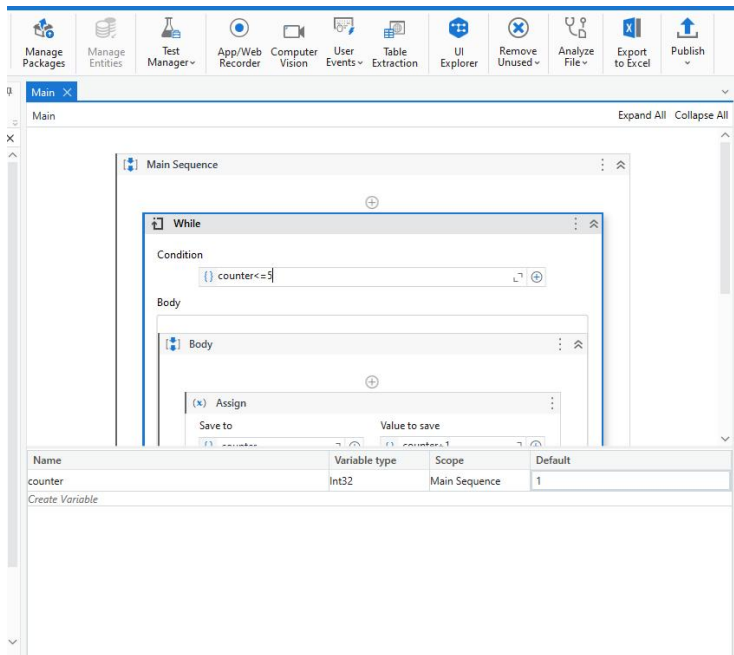 Manage Packages
Manage Entities
Test Manager
App/Web Recorder
Computer Vision
User Events
Table Extraction
UI Explorer
Remove Unused
Analyze File
Export to Excel
Publish
Main
Main Expand All Collapse All
Main Sequence
While
Condition
{} counter<=5
Body
Body
(x) Assign
Save to Value to save
{} counter {} counter+1
Name Variable type Scope Default
counter Int32 Main Sequence 1
Create Variable